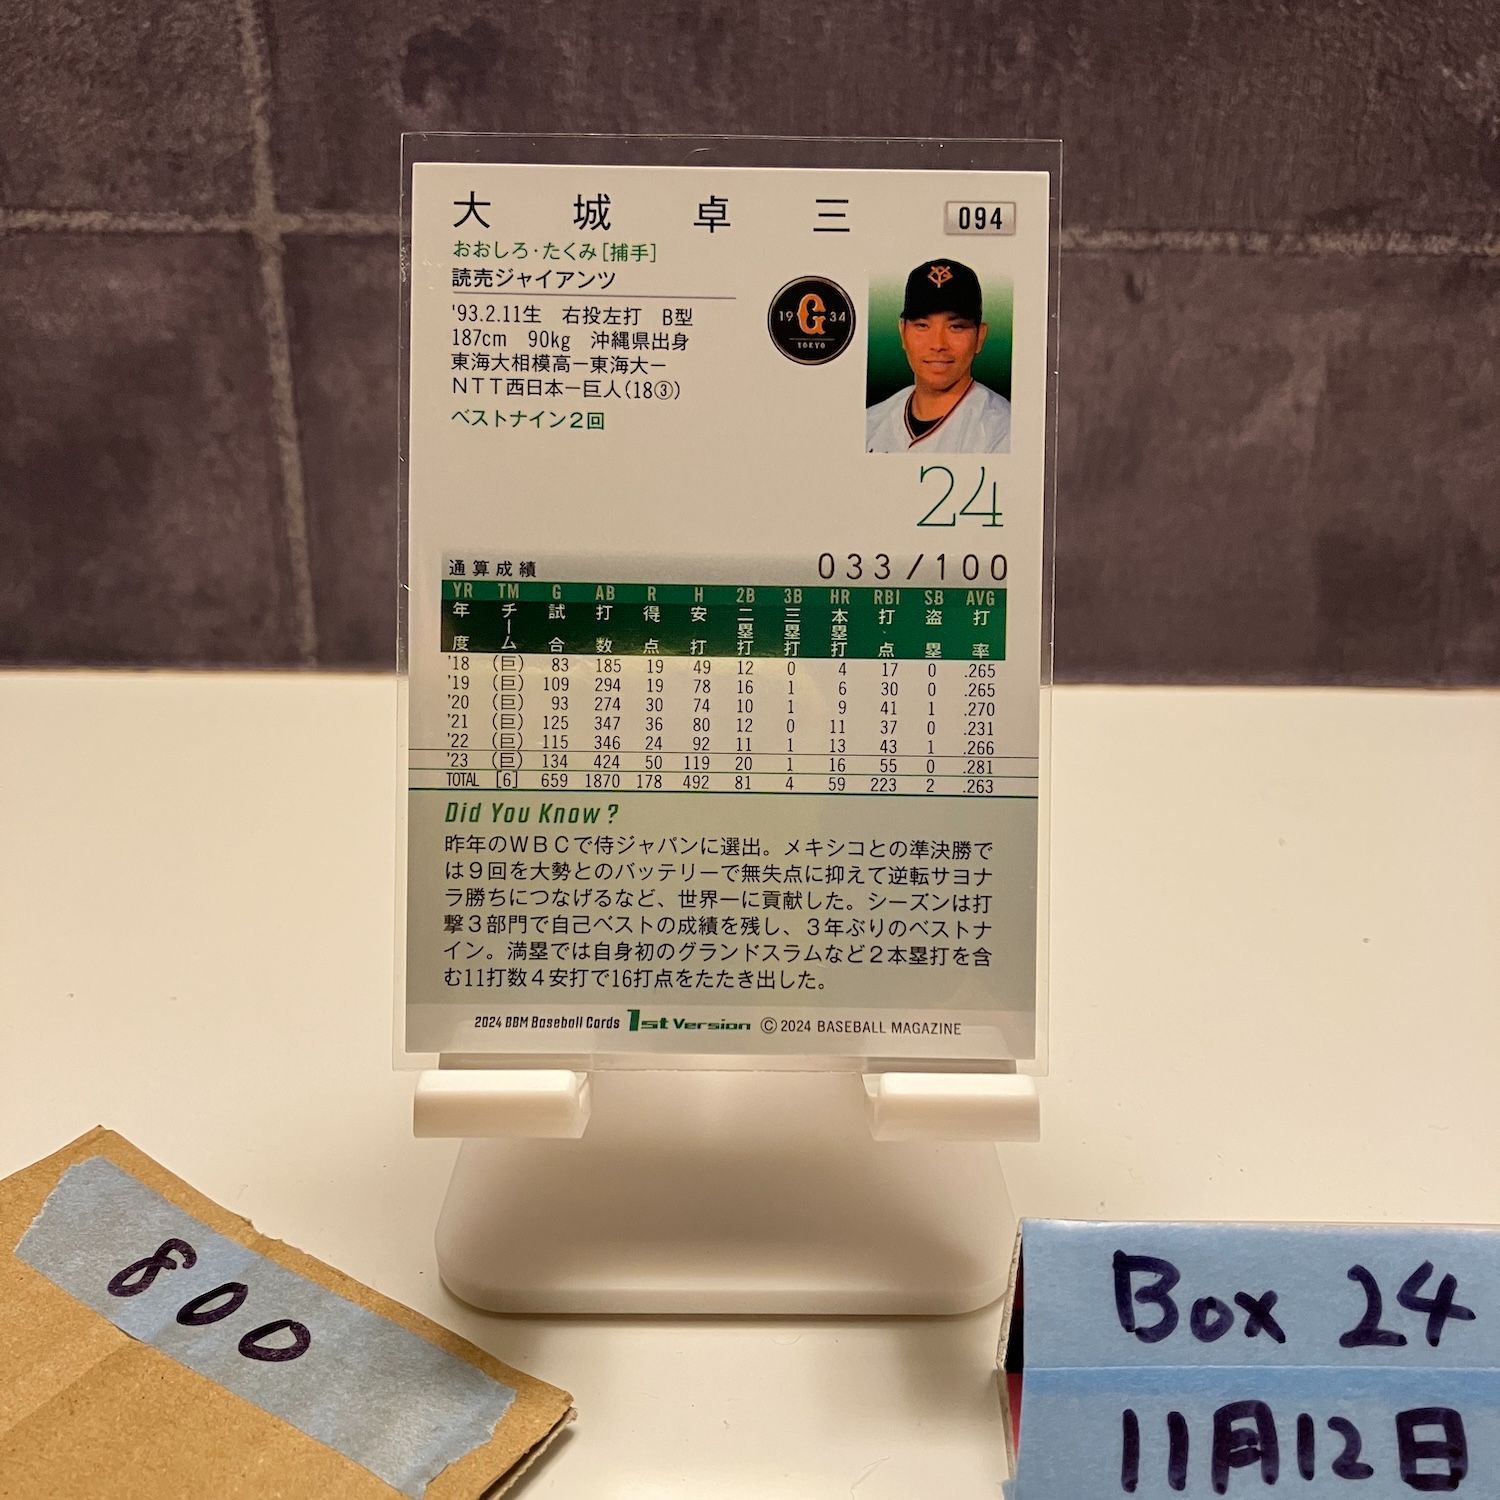 大城卓三 094
おおしろ・たくみ[捕手]
読売ジャイアンツ
'93.2.11生 右投左打 B型
187cm 90kg 沖縄県出身
東海大相模高ー東海大ー
NTT西日本ー巨人(18③)
ベストナイン2回
YG
19 G 34
TOKYO
24
通算成績 033/100
YR TM G AB R H 2B 3B HR RBI SB AVG
年度 チーム 試合 打数 得点 安打 二塁打 三塁打 本塁打 打点 盗塁 打率
'18 (巨) 83 185 19 49 12 0 4 17 0 .265
'19 (巨) 109 294 19 78 16 1 6 30 0 .265
'20 (巨) 93 274 30 74 10 1 9 41 1 .270
'21 (巨) 125 347 36 80 12 0 11 37 0 .231
'22 (巨) 115 346 24 92 11 1 13 43 1 .266
'23 (巨) 134 424 50 119 20 1 16 55 0 .281
TOTAL [6] 659 1870 178 492 81 4 59 223 2 .263
Did You Know?
昨年のWBCで侍ジャパンに選出。メキシコとの準決勝で
は9回を大勢とのバッテリーで無失点に抑えて逆転サヨナ
ラ勝ちにつなげるなど、世界一に貢献した。シーズンは打
撃3部門で自己ベストの成績を残し、3年ぶりのベストナ
イン。満塁では自身初のグランドスラムなど2本塁打を含
む11打数4安打で16打点をたたき出した。
2024 BBM Baseball Cards 1st Version ©2024 BASEBALL MAGAZINE
800
Box 24
11月12日